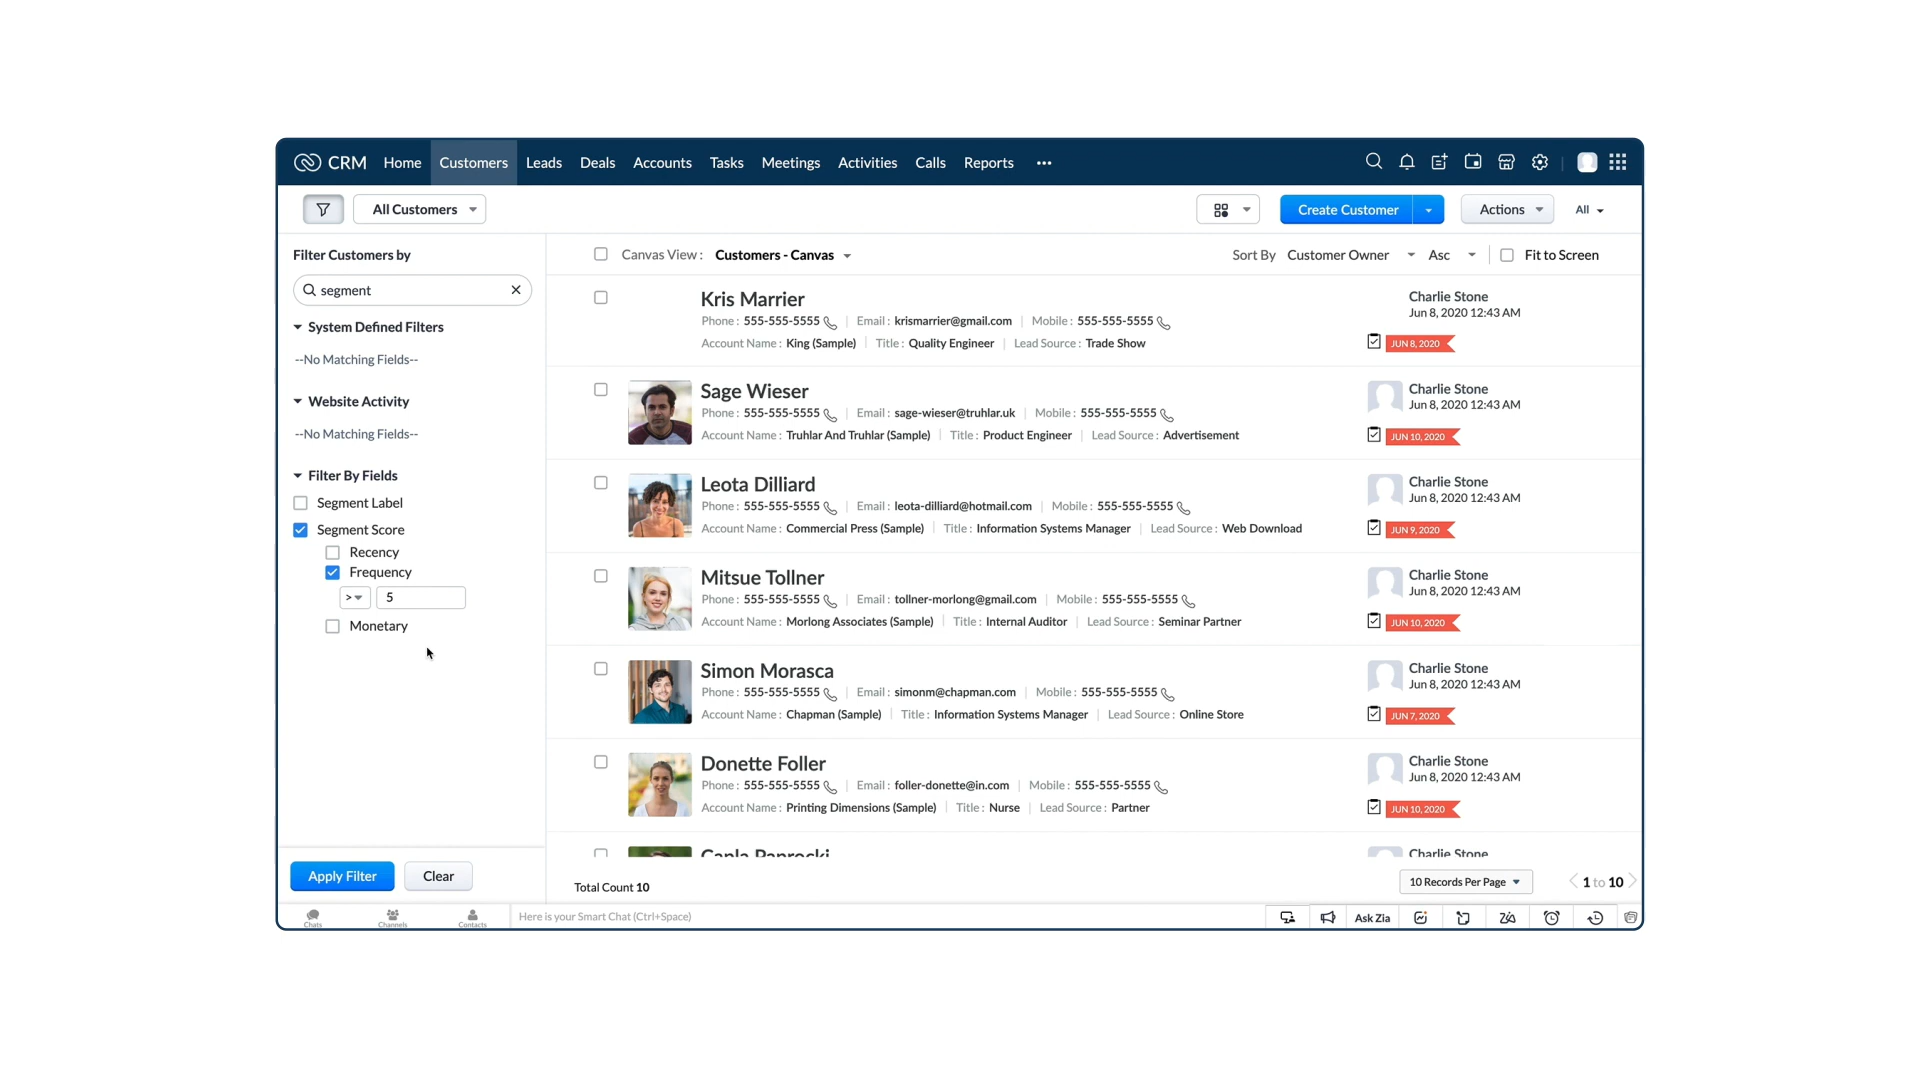 CRM Home Customers Leads Deals Accounts Tasks Meetings Activities Calls Reports •••
All Customers Create Customer Actions All
Filter Customers by
segment
System Defined Filters
--No Matching Fields--
Website Activity
--No Matching Fields--
Filter By Fields
Segment Label
Segment Score
Recency
Frequency
> 5
Monetary
Apply Filter Clear
Canvas View : Customers - Canvas Sort By Customer Owner Asc Fit to Screen
Kris Marrier
Phone : 555-555-5555 | Email : krismarrier@gmail.com | Mobile : 555-555-5555
Account Name : King (Sample) | Title : Quality Engineer | Lead Source : Trade Show
Charlie Stone
Jun 8, 2020 12:43 AM
JUN 8, 2020
Sage Wieser
Phone : 555-555-5555 | Email : sage-wieser@truhlar.uk | Mobile : 555-555-5555
Account Name : Truhlar And Truhlar (Sample) | Title : Product Engineer | Lead Source : Advertisement
Charlie Stone
Jun 8, 2020 12:43 AM
JUN 10, 2020
Leota Dilliard
Phone : 555-555-5555 | Email : leota-dilliard@hotmail.com | Mobile : 555-555-5555
Account Name : Commercial Press (Sample) | Title : Information Systems Manager | Lead Source : Web Download
Charlie Stone
Jun 8, 2020 12:43 AM
JUN 9, 2020
Mitsue Tollner
Phone : 555-555-5555 | Email : tollner-morlong@gmail.com | Mobile : 555-555-5555
Account Name : Morlong Associates (Sample) | Title : Internal Auditor | Lead Source : Seminar Partner
Charlie Stone
Jun 8, 2020 12:43 AM
JUN 10, 2020
Simon Morasca
Phone : 555-555-5555 | Email : simonm@chapman.com | Mobile : 555-555-5555
Account Name : Chapman (Sample) | Title : Information Systems Manager | Lead Source : Online Store
Charlie Stone
Jun 8, 2020 12:43 AM
JUN 7, 2020
Donette Foller
Phone : 555-555-5555 | Email : foller-donette@in.com | Mobile : 555-555-5555
Account Name : Printing Dimensions (Sample) | Title : Nurse | Lead Source : Partner
Charlie Stone
Jun 8, 2020 12:43 AM
JUN 10, 2020
Charlie Stone
Total Count 10 10 Records Per Page 1 to 10
Chats Channels Contacts Here is your Smart Chat (Ctrl+Space) Ask Zia